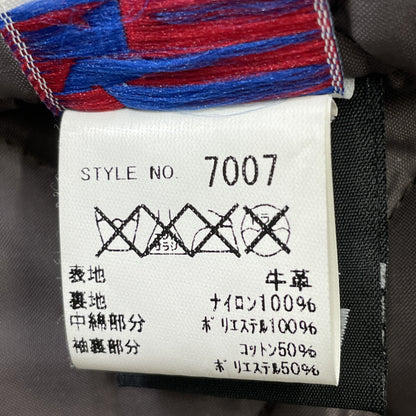 STYLE NO. 7007
表地 牛革
裏地 ナイロン100%
中綿部分 ポリエステル100%
袖裏部分 コットン50%
ポリエステル50%